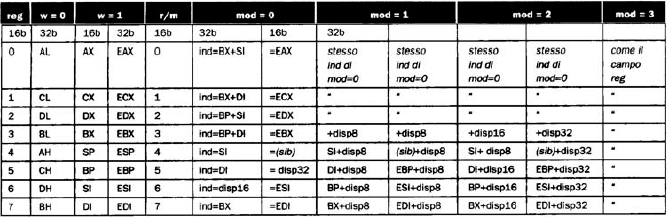 reg w = 0 w = 1 r/m mod = 0 mod = 1 mod = 2 mod = 3
16b 32b 16b 32b 16b 32b 16b 32b
0 AL AX EAX 0 ind=BX+SI =EAX stesso stesso stesso stesso come il
ind di ind di ind di ind di campo
mod=0 mod=0 mod=0 mod=0 reg
1 CL CX ECX 1 ind=BX+DI =ECX " " " " "
2 DL DX EDX 2 ind=BP+SI =EDX " " " " "
3 BL BX EBX 3 ind=BP+DI =EBX +disp8 +disp8 +disp16 +disp32 "
4 AH SP ESP 4 ind=SI =(sib) SI+disp8 (sib)+disp8 SI+ disp8 (sib)+disp32 "
5 CH BP EBP 5 ind=DI = disp32 DI+disp8 EBP+disp8 DI+disp16 EBP+disp32 "
6 DH SI ESI 6 ind=disp16 =ESI BP+disp8 ESI+disp8 BP+disp16 ESI+disp32 "
7 BH DI EDI 7 ind=BX =EDI BX+disp8 EDI+disp8 BX+disp16 EDI+disp32 "